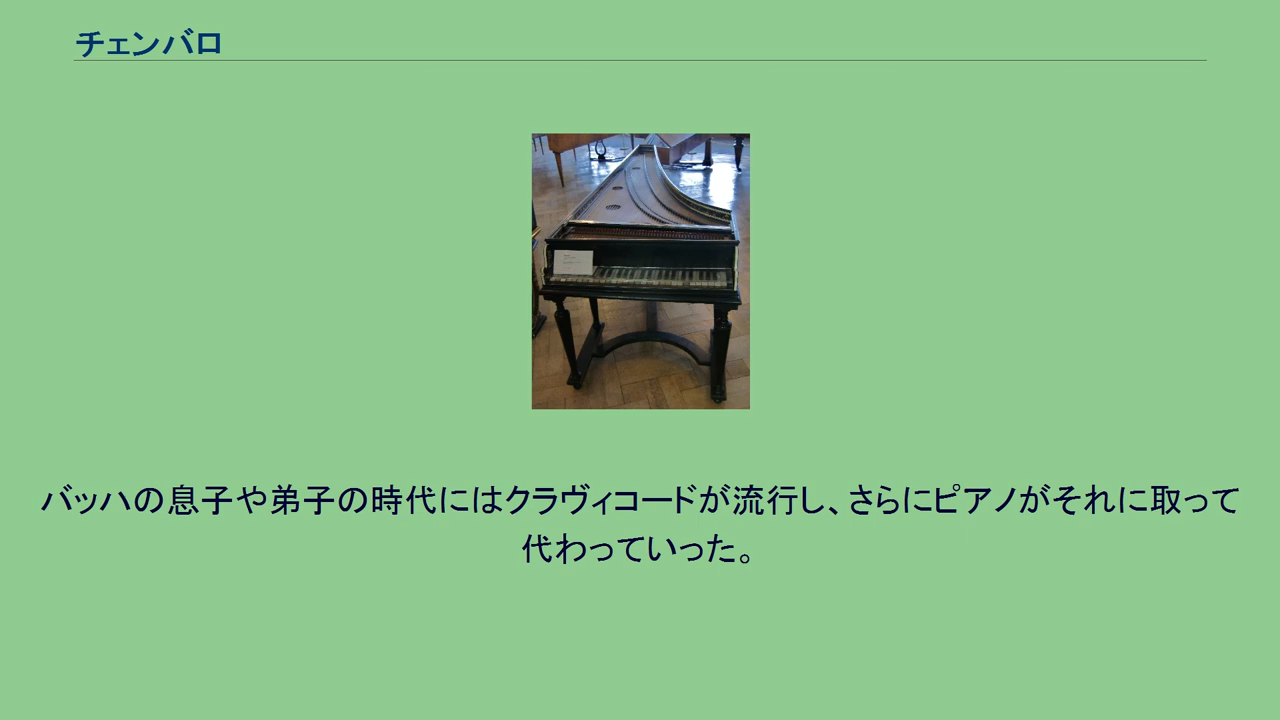 チェンバロ
バッハの息子や弟子の時代にはクラヴィコードが流行し、さらにピアノがそれに取って
代わっていった。